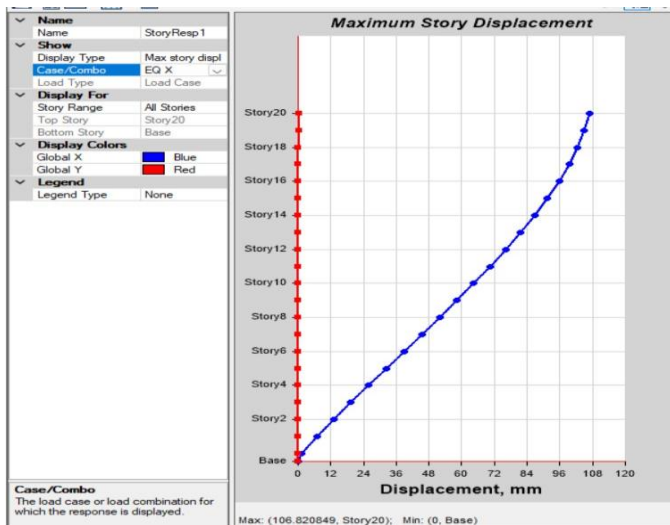 Name
Name StoryResp1
Show
Display Type Max story displ
Case/Combo EQ X
Load Type Load Case
Display For
Story Range All Stories
Top Story Story20
Bottom Story Base
Display Colors
Global X Blue
Global Y Red
Legend
Legend Type None
Case/Combo
The load case or load combination for
which the response is displayed.
Maximum Story Displacement
Story20
Story18
Story16
Story14
Story12
Story10
Story8
Story6
Story4
Story2
Base
0 12 24 36 48 60 72 84 96 108 120
Displacement, mm
Max: (106.820849, Story20); Min: (0, Base)